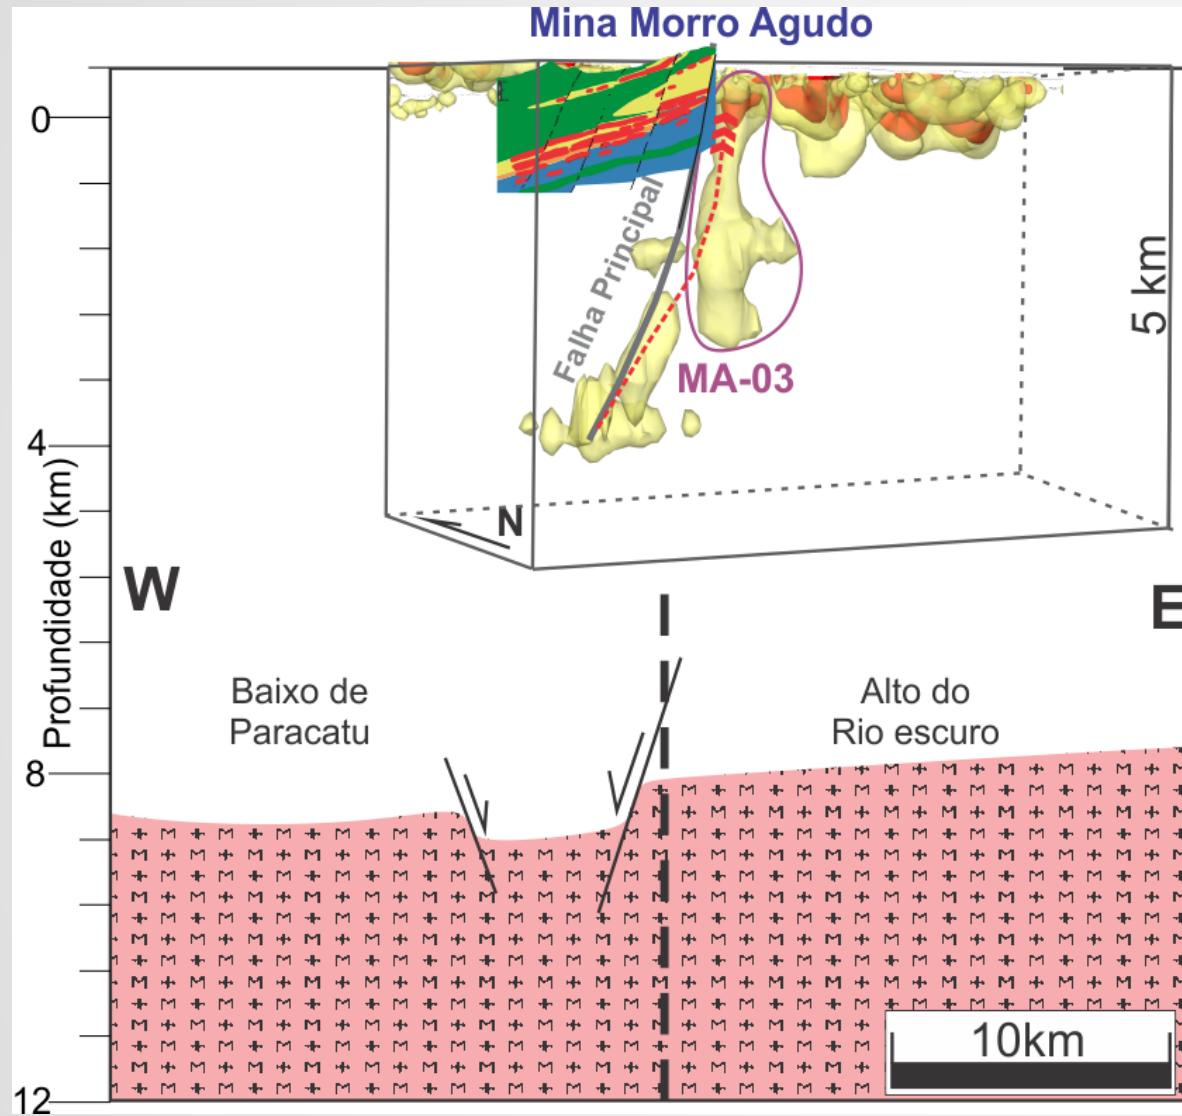 Mina Morro Agudo
0
Falha Principal
5 km
MA-03
4
Profundidade (km)
N
W
E
Baixo de
Paracatu
Alto do
Rio escuro
8
10km
12